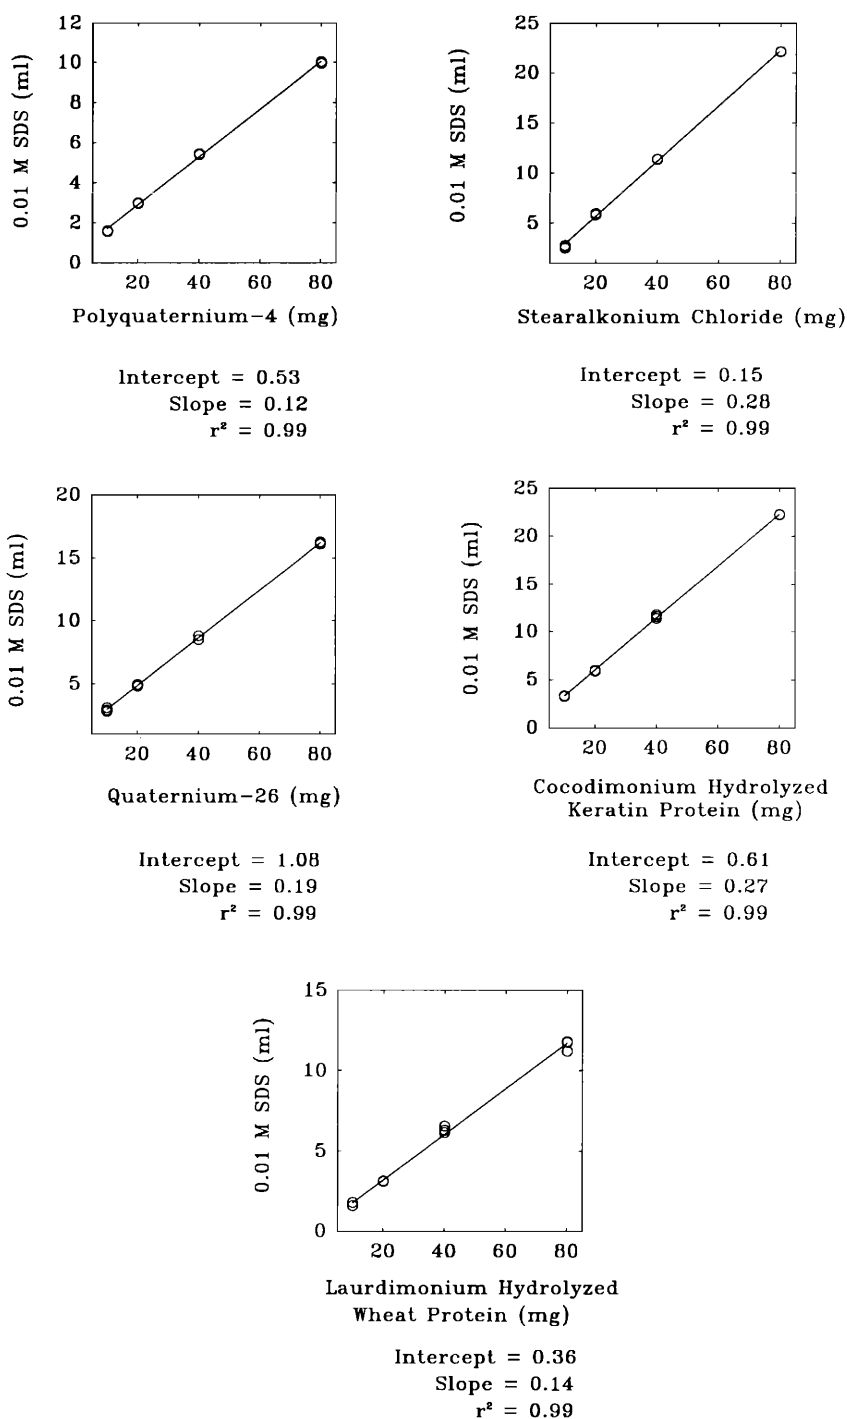 12
10
8
6
4
2
0
0.01 M SDS (ml)
20 40 60 80
Polyquaternium-4 (mg)
Intercept = 0.53
Slope = 0.12
r² = 0.99
25
20
15
10
5
0.01 M SDS (ml)
20 40 60 80
Stearalkonium Chloride (mg)
Intercept = 0.15
Slope = 0.28
r² = 0.99
20
15
10
5
0.01 M SDS (ml)
20 40 60 80
Quaternium-26 (mg)
Intercept = 1.08
Slope = 0.19
r² = 0.99
25
20
15
10
5
0
0.01 M SDS (ml)
20 40 60 80
Cocodimonium Hydrolyzed
Keratin Protein (mg)
Intercept = 0.61
Slope = 0.27
r² = 0.99
15
10
5
0
0.01 M SDS (ml)
20 40 60 80
Laurdimonium Hydrolyzed
Wheat Protein (mg)
Intercept = 0.36
Slope = 0.14
r² = 0.99